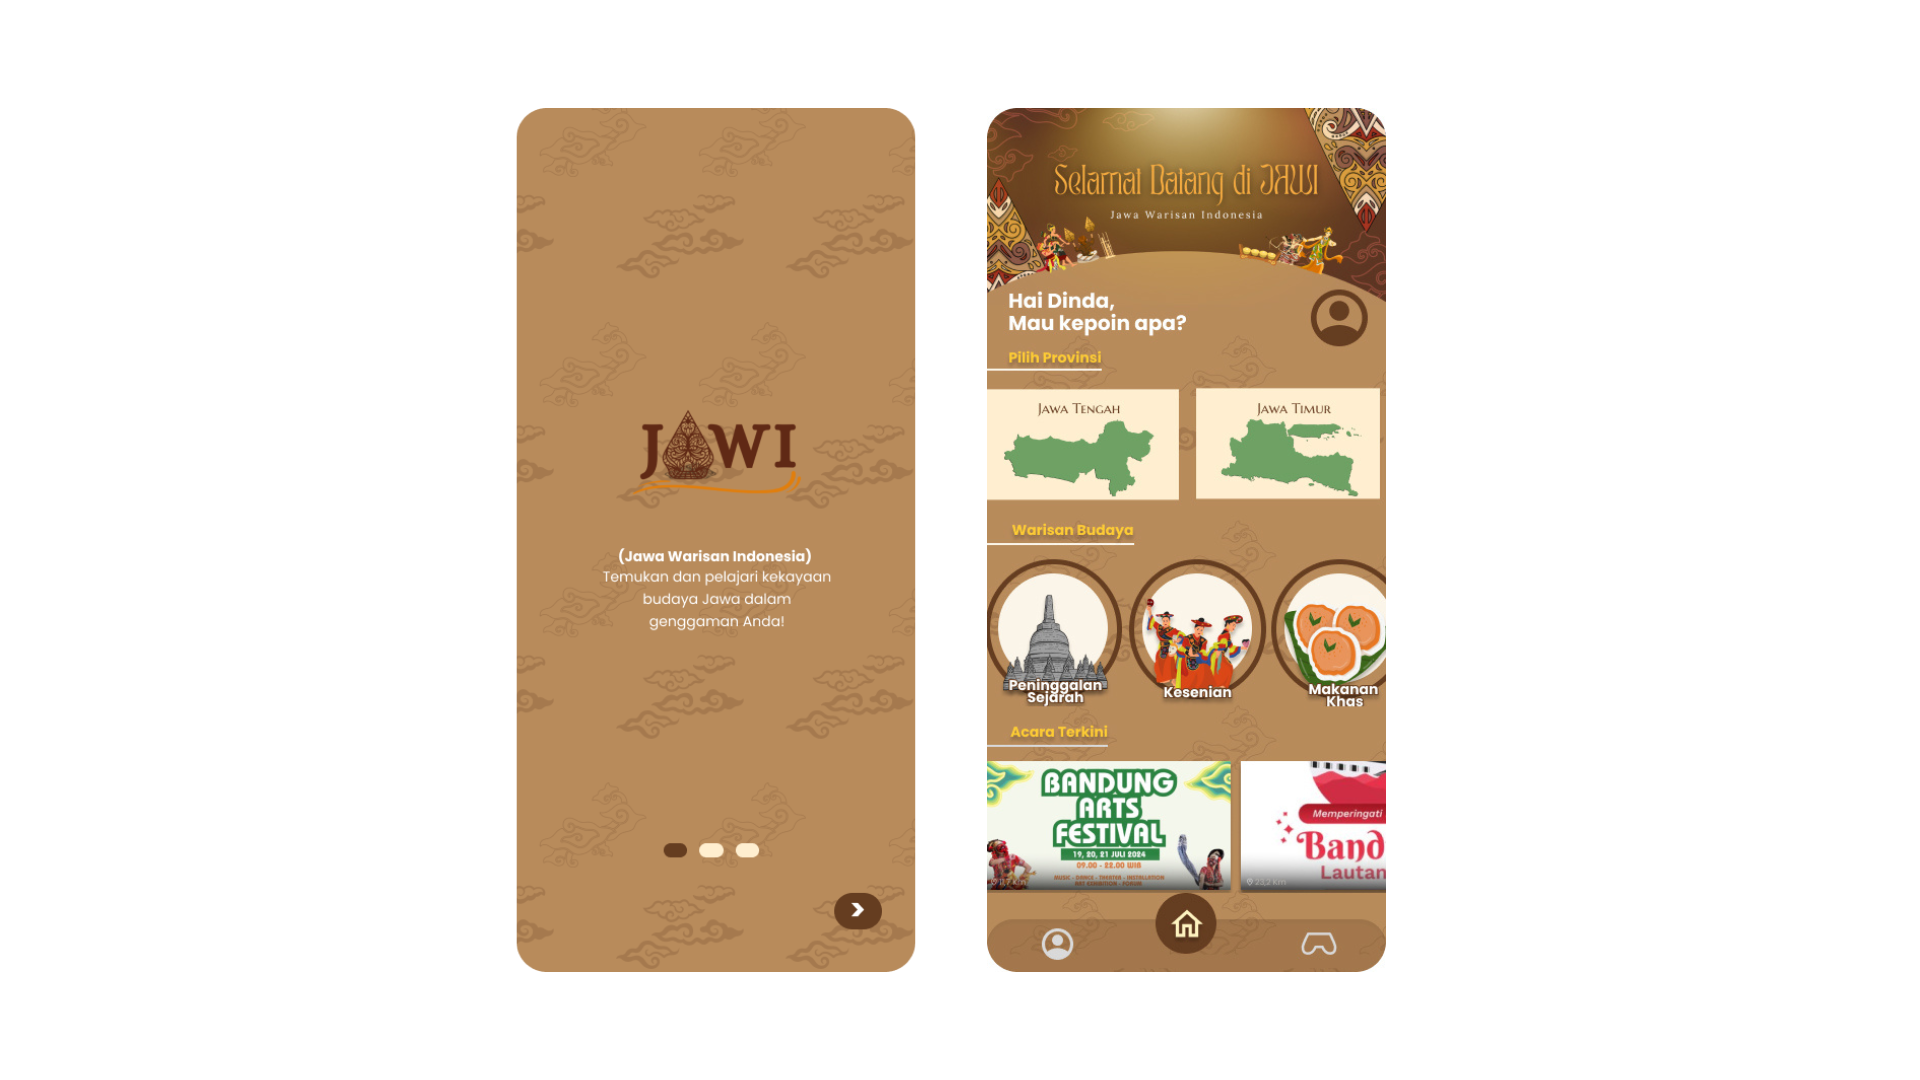 JAWI
(Jawa Warisan Indonesia)
Temukan dan pelajari kekayaan
budaya Jawa dalam
genggaman Anda!
Selamat Datang di JAWI
Jawa Warisan Indonesia
Hai Dinda,
Mau kepoin apa?
Pilih Provinsi
JAWA TENGAH
JAWA TIMUR
Warisan Budaya
Peninggalan
Sejarah
Kesenian
Makanan
Khas
Acara Terkini
BANDUNG
ARTS
FESTIVAL
19, 20, 21 JULI 2024
09.00 - 22.00 WIB
MUSIC - DANCE - THEATER - INSTALLATION
ART EXHIBITION - FORUM
Memperingati
Band
Lautan
23,2 km